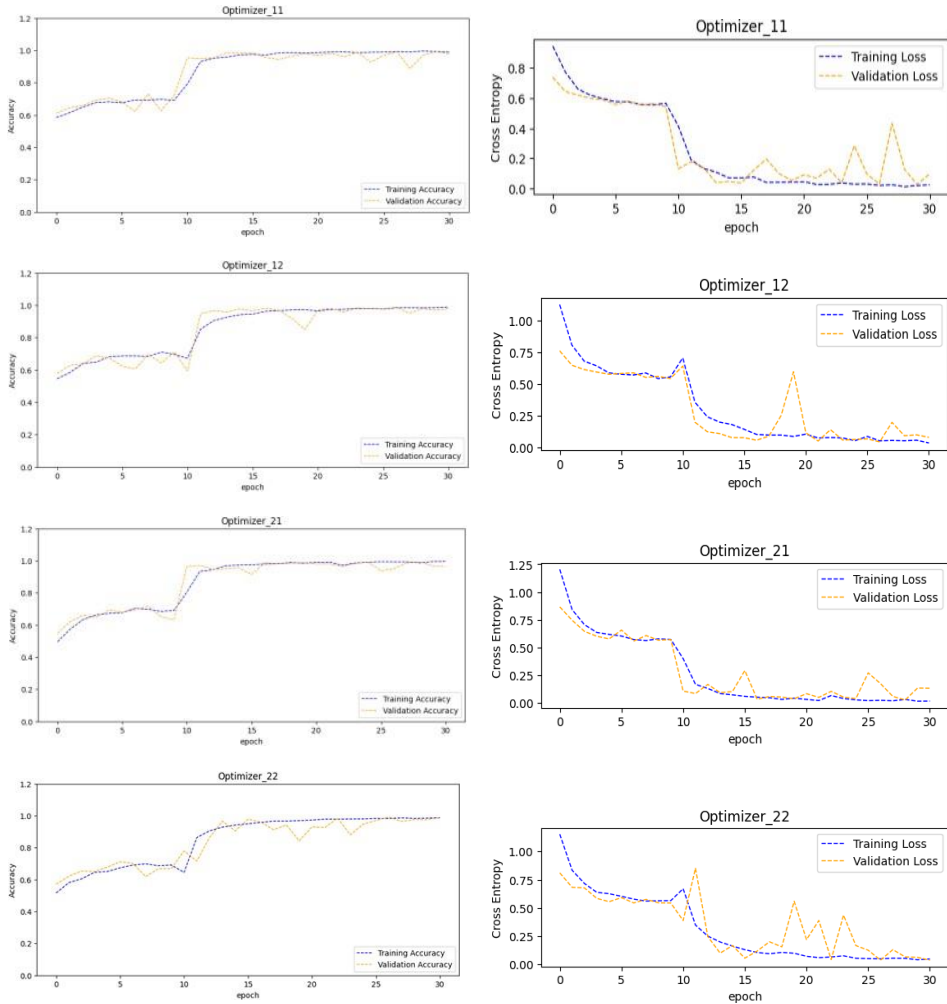 Optimizer_11
1.2
1.0
0.8
0.6
0.4
0.2
0.0
Accuracy
Training Accuracy
Validation Accuracy
0 5 10 15 20 25 30
epoch
Optimizer_11
0.8
0.6
0.4
0.2
0.0
Cross Entropy
Training Loss
Validation Loss
0 5 10 15 20 25 30
epoch
Optimizer_12
1.2
1.0
0.8
0.6
0.4
0.2
0.0
Accuracy
Training Accuracy
Validation Accuracy
0 5 10 15 20 25 30
epoch
Optimizer_12
1.00
0.75
0.50
0.25
0.00
Cross Entropy
Training Loss
Validation Loss
0 5 10 15 20 25 30
epoch
Optimizer_21
1.2
1.0
0.8
0.6
0.4
0.2
0.0
Accuracy
Training Accuracy
Validation Accuracy
0 5 10 15 20 25 30
epoch
Optimizer_21
1.25
1.00
0.75
0.50
0.25
0.00
Cross Entropy
Training Loss
Validation Loss
0 5 10 15 20 25 30
epoch
Optimizer_22
1.2
1.0
0.8
0.6
0.4
0.2
0.0
Accuracy
Training Accuracy
Validation Accuracy
0 5 10 15 20 25 30
epoch
Optimizer_22
1.00
0.75
0.50
0.25
0.00
Cross Entropy
Training Loss
Validation Loss
0 5 10 15 20 25 30
epoch